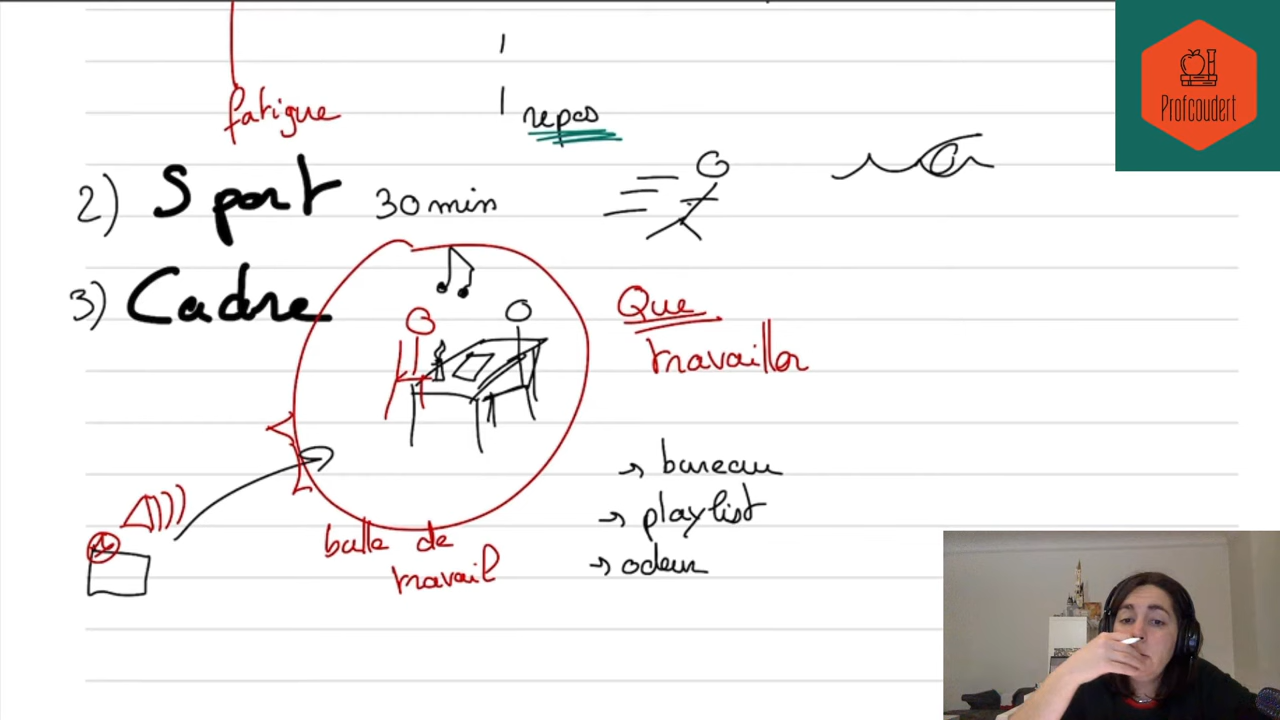 fatigue
repos
2) Sport 30 min
3) Cadre
Que
travailler
→ bureau
→ playlist
→ odeur
bulle de
travail
Profcoudert